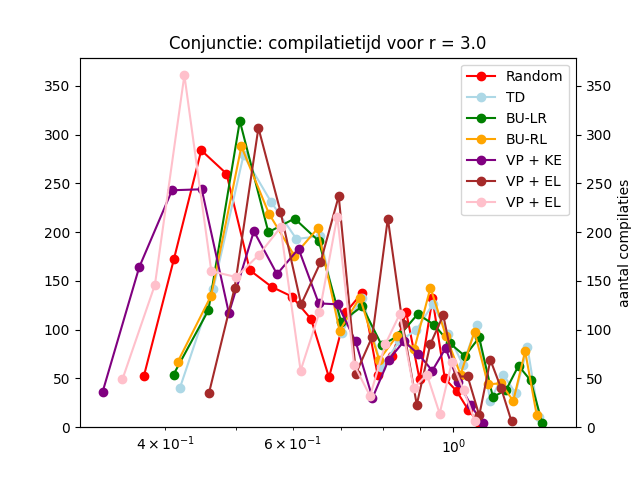 Conjunctie: compilatietijd voor r = 3.0
350
300
250
200
150
100
50
0
350
300
250
200
150
100
50
0
aantal compilaties
Random
TD
BU-LR
BU-RL
VP + KE
VP + EL
VP + EL
4 × 10⁻¹
6 × 10⁻¹
10⁰